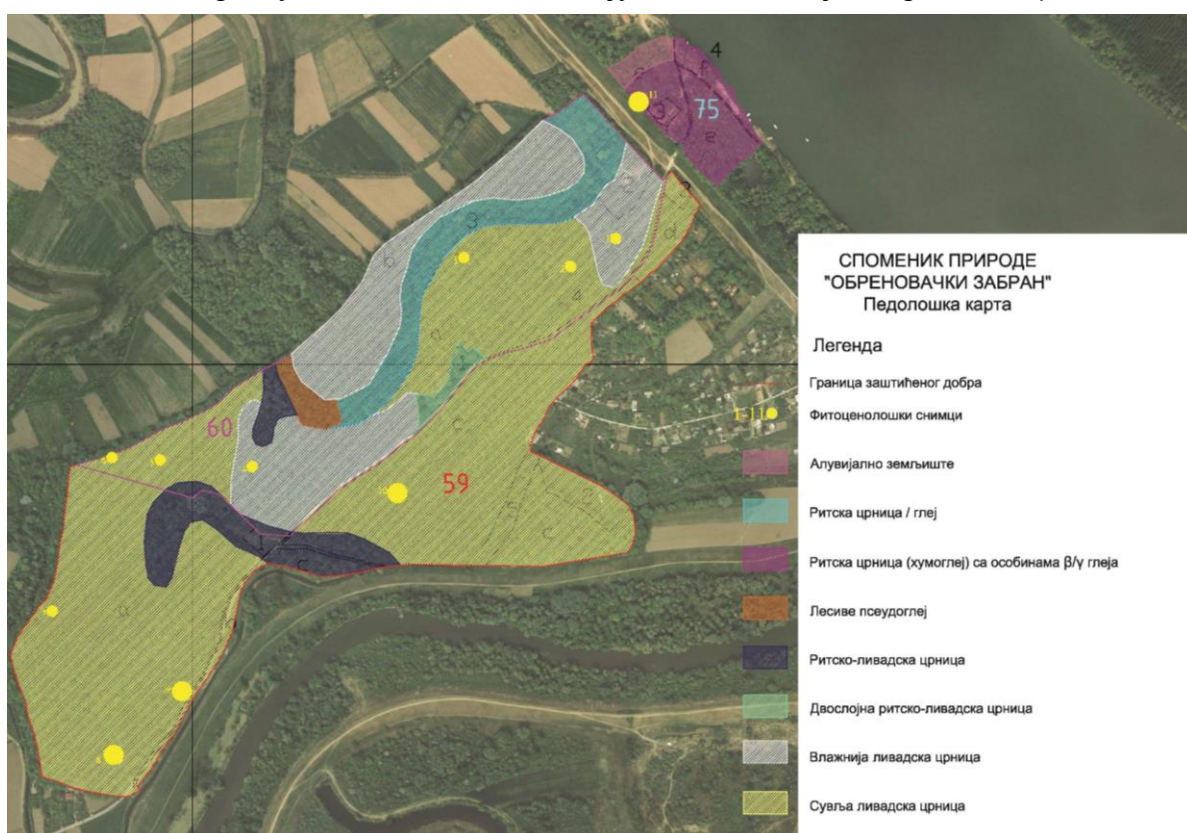 4
75
3
60
59
СПОМЕНИК ПРИРОДЕ
"ОБРЕНОВАЧКИ ЗАБРАН"
Педолошка карта
Легенда
Граница заштићеног добра
1-11
Фитоценолошки снимци
Алувијално земљиште
Ритска црница / глеј
Ритска црница (хумоглеј) са особинама β/γ глеја
Лесиве псеудоглеј
Ритско-ливадска црница
Двослојна ритско-ливадска црница
Влажнија ливадска црница
Сувља ливадска црница